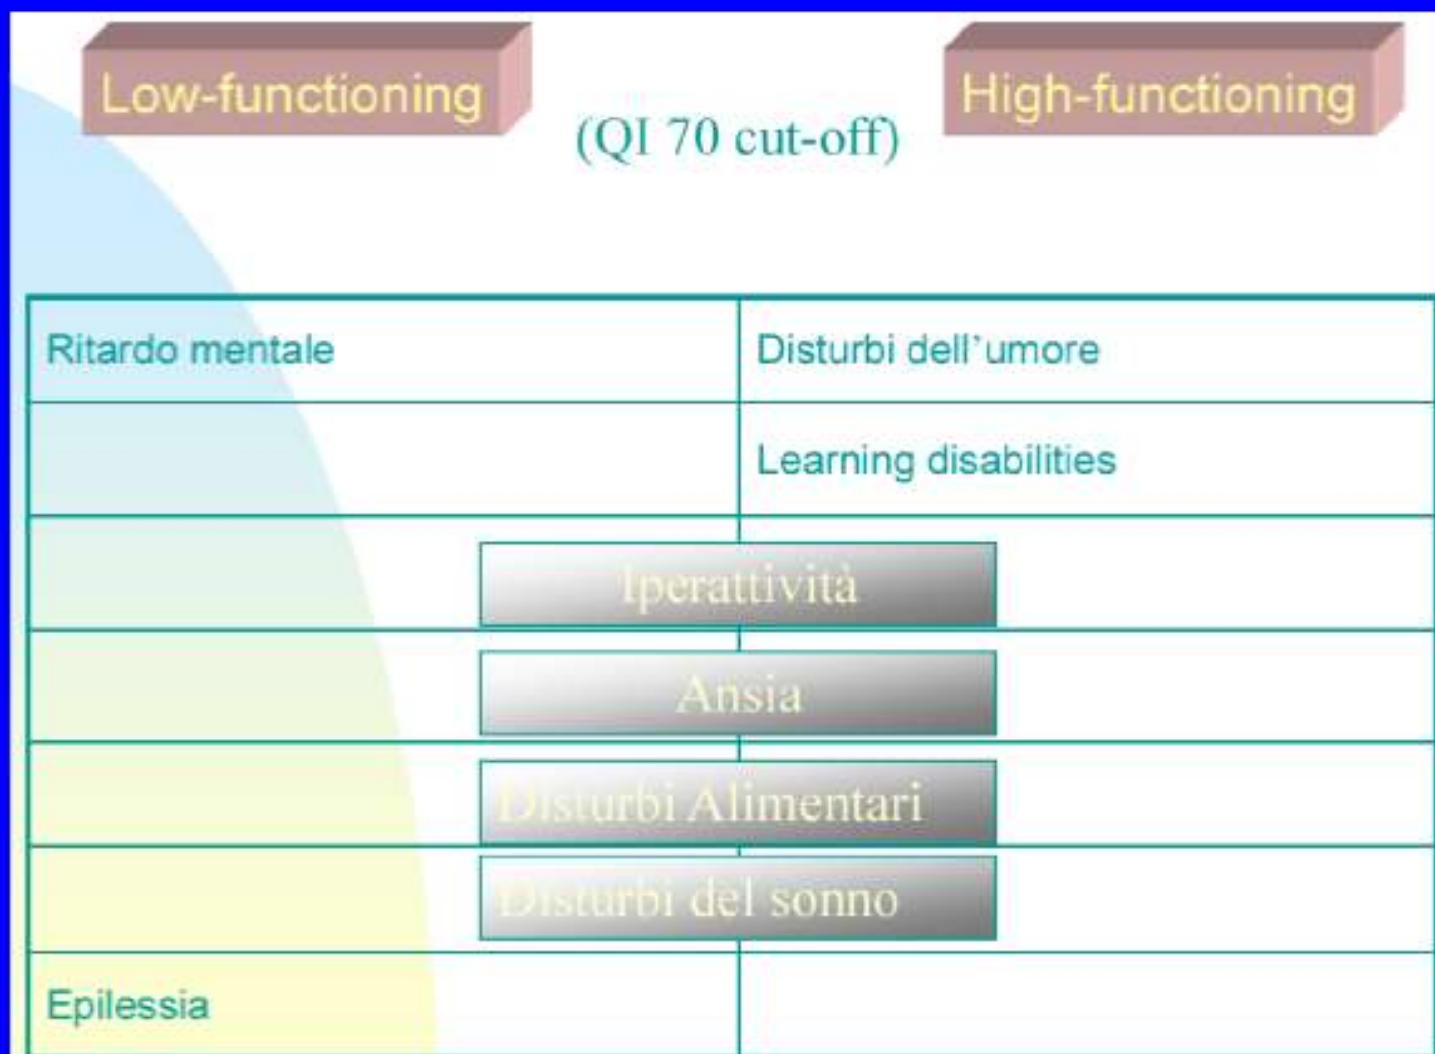 Low-functioning
High-functioning
(QI 70 cut-off)
Ritardo mentale
Disturbi dell’umore
Learning disabilities
Iperattività
Ansia
Disturbi Alimentari
Disturbi del sonno
Epilessia